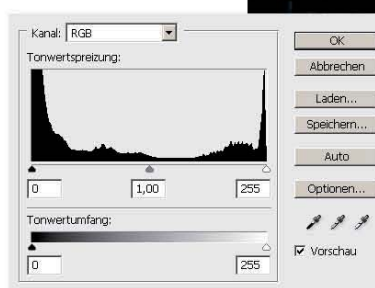 Kanal: RGB
OK
Tonwertspreizung:
Abbrechen
Laden...
Speichern...
Auto
0 1,00 255
Optionen...
Tonwertumfang:
Vorschau
0 255